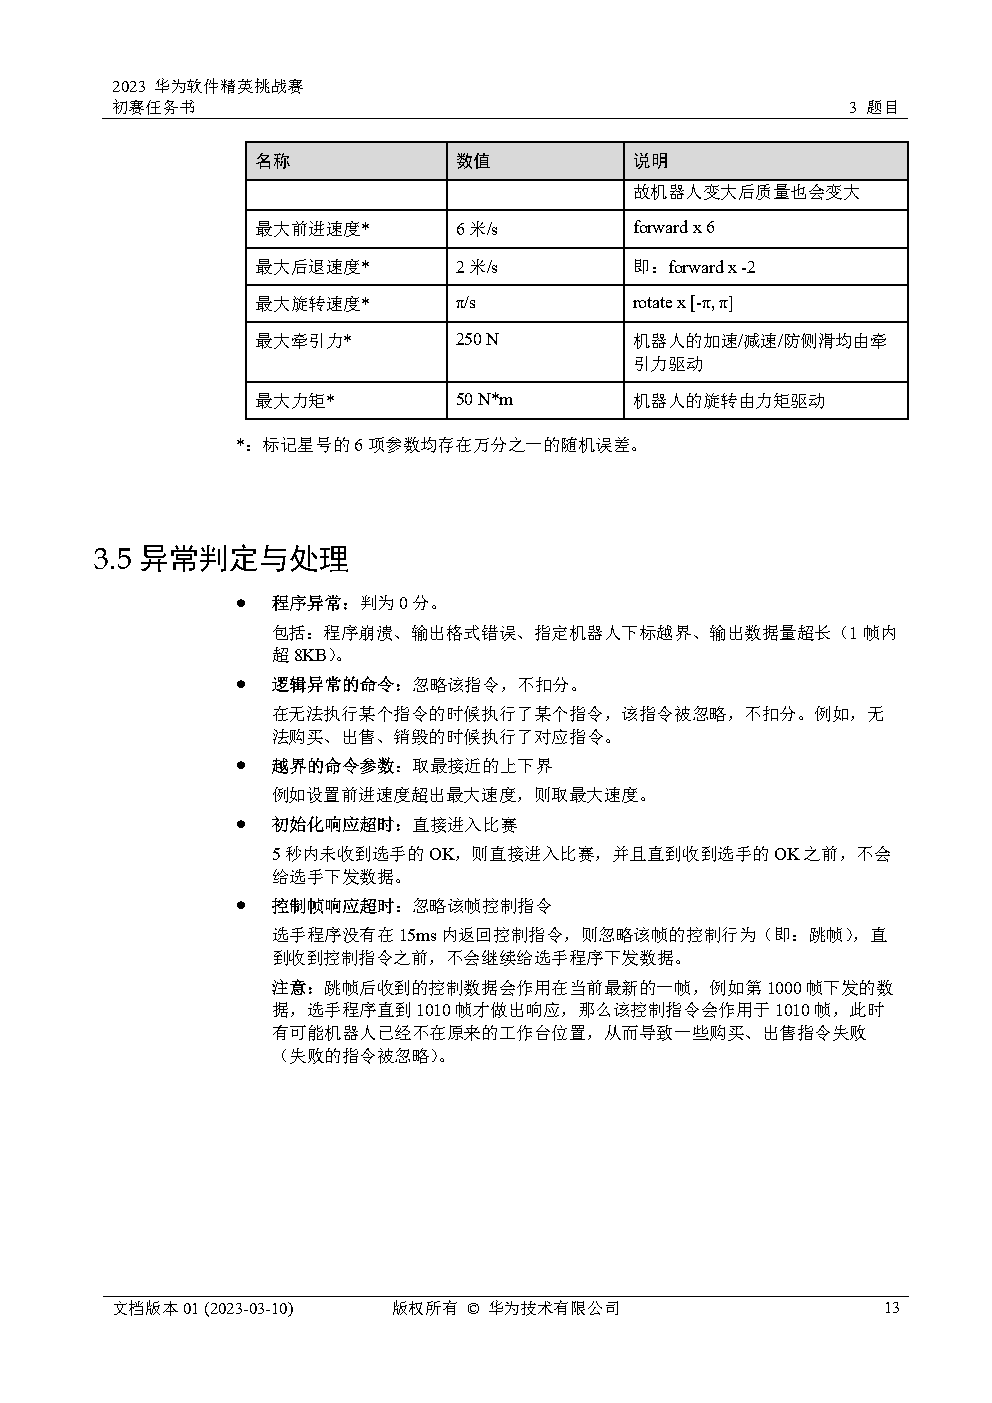 2023 华为软件精英挑战赛
初赛任务书
3 题目
名称 数值 说明
故机器人变大后质量也会变大
最大前进速度* 6 米/s forward x 6
最大后退速度* 2 米/s 即：forward x -2
最大旋转速度* π/s rotate x [-π, π]
最大牵引力* 250 N 机器人的加速/减速/防侧滑均由牵
引力驱动
最大力矩* 50 N*m 机器人的旋转由力矩驱动
*：标记星号的 6 项参数均存在万分之一的随机误差。
3.5 异常判定与处理
● 程序异常：判为 0 分。
包括：程序崩溃、输出格式错误、指定机器人下标越界、输出数据量超长（1 帧内
超 8KB）。
● 逻辑异常的命令：忽略该指令，不扣分。
在无法执行某个指令的时候执行了某个指令，该指令被忽略，不扣分。例如，无
法购买、出售、销毁的时候执行了对应指令。
● 越界的命令参数：取最接近的上下界
例如设置前进速度超出最大速度，则取最大速度。
● 初始化响应超时：直接进入比赛
5 秒内未收到选手的 OK，则直接进入比赛，并且直到收到选手的 OK 之前，不会
给选手下发数据。
● 控制帧响应超时：忽略该帧控制指令
选手程序没有在 15ms 内返回控制指令，则忽略该帧的控制行为（即：跳帧），直
到收到控制指令之前，不会继续给选手程序下发数据。
注意：跳帧后收到的控制数据会作用在当前最新的一帧，例如第 1000 帧下发的数
据，选手程序直到 1010 帧才做出响应，那么该控制指令会作用于 1010 帧，此时
有可能机器人已经不在原来的工作台位置，从而导致一些购买、出售指令失败
（失败的指令被忽略）。
文档版本 01 (2023-03-10) 版权所有 © 华为技术有限公司 13